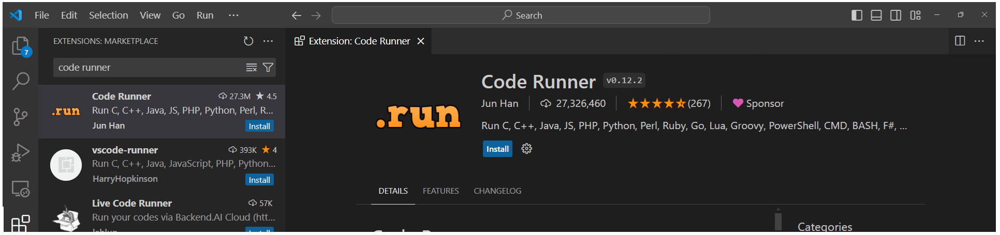 File Edit Selection View Go Run ···
Search
EXTENSIONS: MARKETPLACE
Extension: Code Runner
7
code runner
.run
Code Runner 27.3M ★ 4.5
Run C, C++, Java, JS, PHP, Python, Perl, R...
Jun Han Install
vscode-runner 393K ★ 4
Run C, C++, Java, JavaScript, PHP, Python...
HarryHopkinson Install
Live Code Runner 57K
Run your codes via Backend.AI Cloud (htt...
Install
.run
Code Runner v0.12.2
Jun Han 27,326,460 (267) Sponsor
Run C, C++, Java, JS, PHP, Python, Perl, Ruby, Go, Lua, Groovy, PowerShell, CMD, BASH, F#, ...
Install
DETAILS FEATURES CHANGELOG
Categories